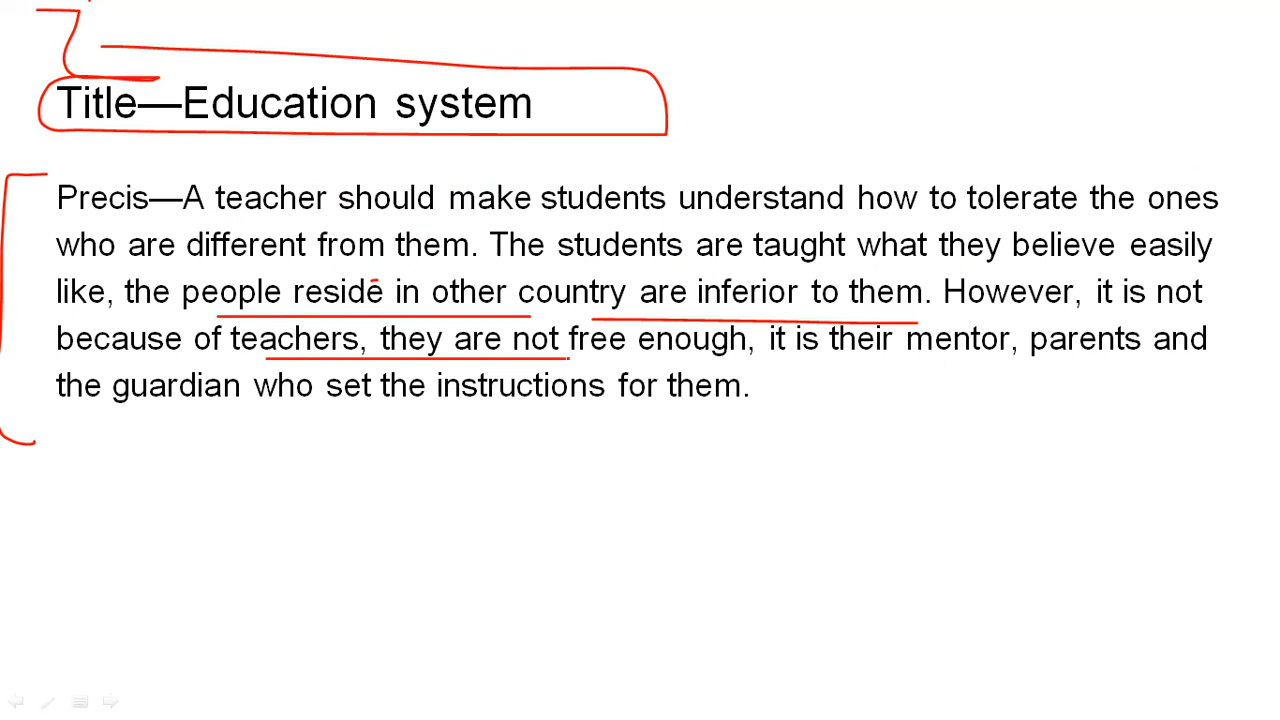 Title—Education system
Precis—A teacher should make students understand how to tolerate the ones
who are different from them. The students are taught what they believe easily
like, the people reside in other country are inferior to them. However, it is not
because of teachers, they are not free enough, it is their mentor, parents and
the guardian who set the instructions for them.